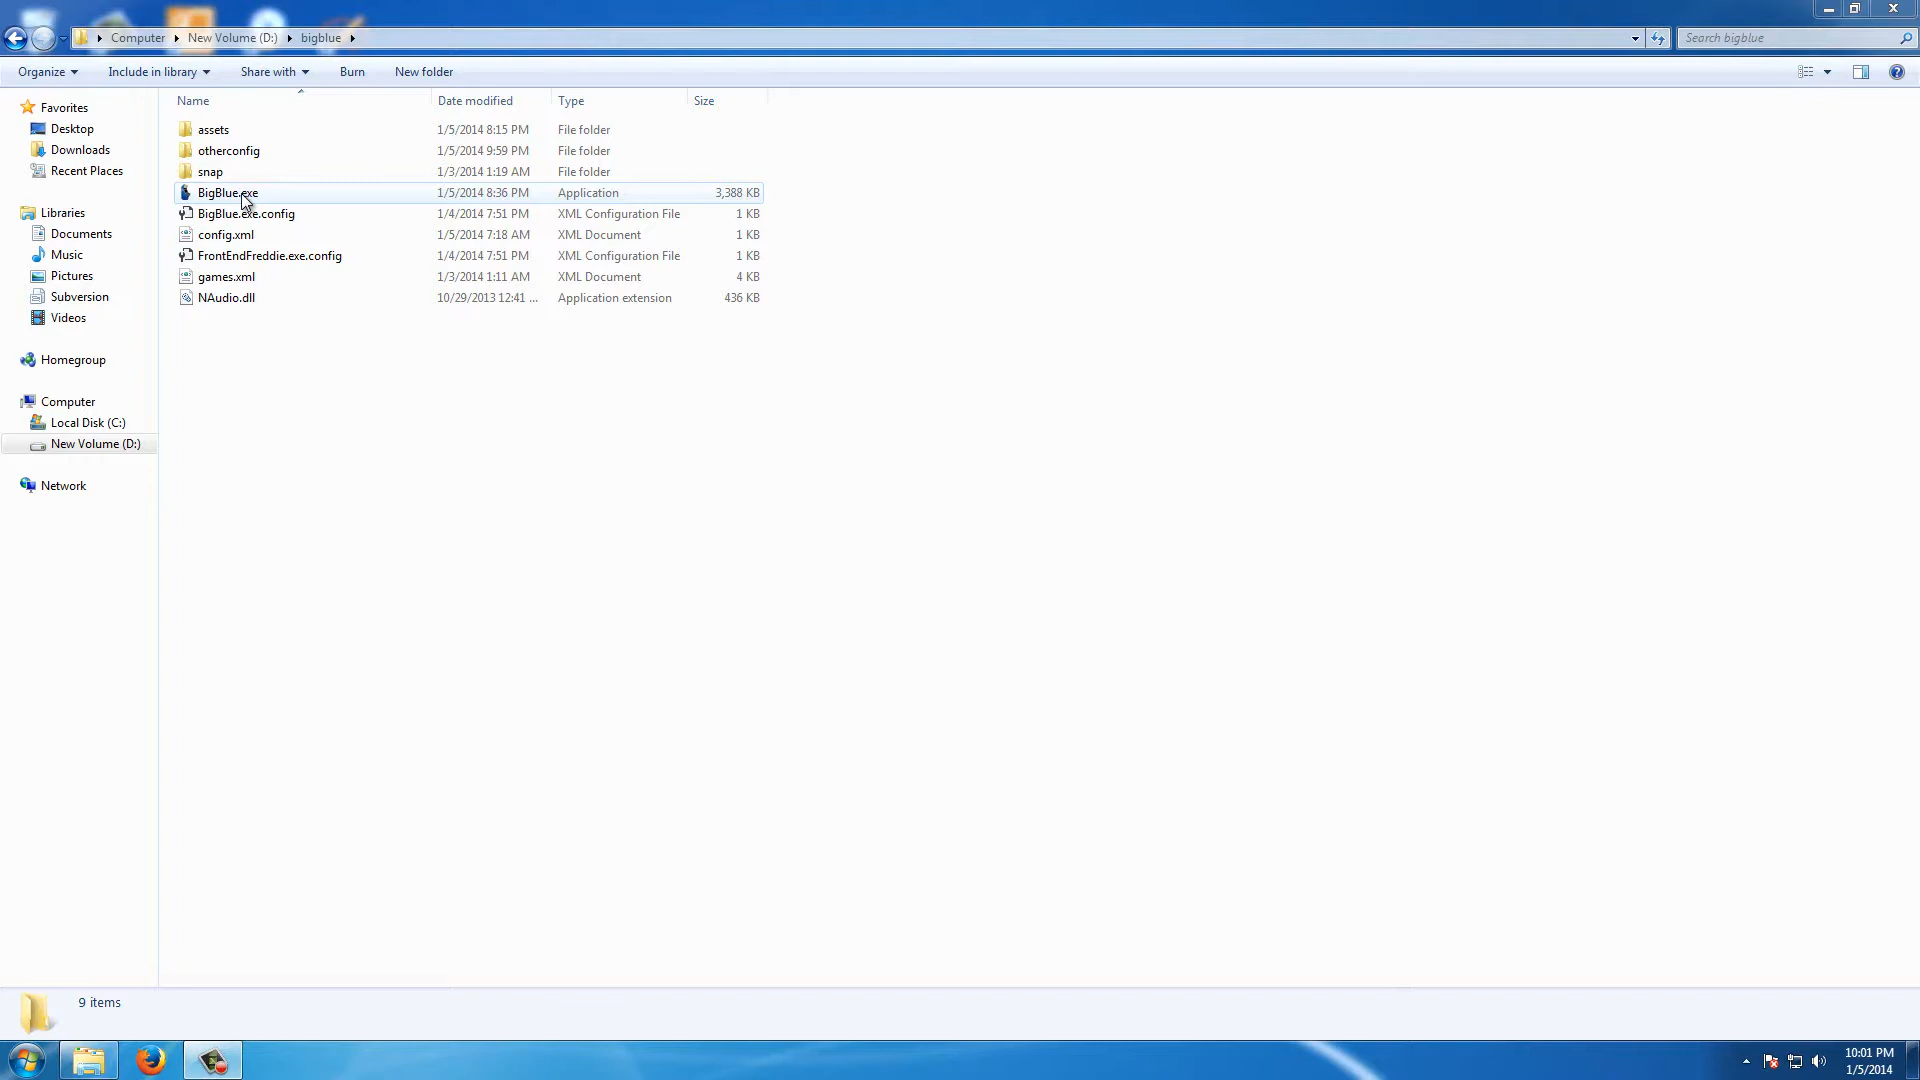 Computer New Volume (D:) bigblue Search bigblue
Organize Include in library Share with Burn New folder
Name Date modified Type Size
Favorites
Desktop
Downloads
Recent Places
Libraries
Documents
Music
Pictures
Subversion
Videos
Homegroup
Computer
Local Disk (C:)
New Volume (D:)
Network
assets 1/5/2014 8:15 PM File folder
otherconfig 1/5/2014 9:59 PM File folder
snap 1/3/2014 1:19 AM File folder
BigBlue.exe 1/5/2014 8:36 PM Application 3,388 KB
BigBlue.exe.config 1/4/2014 7:51 PM XML Configuration File 1 KB
config.xml 1/5/2014 7:18 AM XML Document 1 KB
FrontEndFreddie.exe.config 1/4/2014 7:51 PM XML Configuration File 1 KB
games.xml 1/3/2014 1:11 AM XML Document 4 KB
NAudio.dll 10/29/2013 12:41 ... Application extension 436 KB
9 items
10:01 PM
1/5/2014